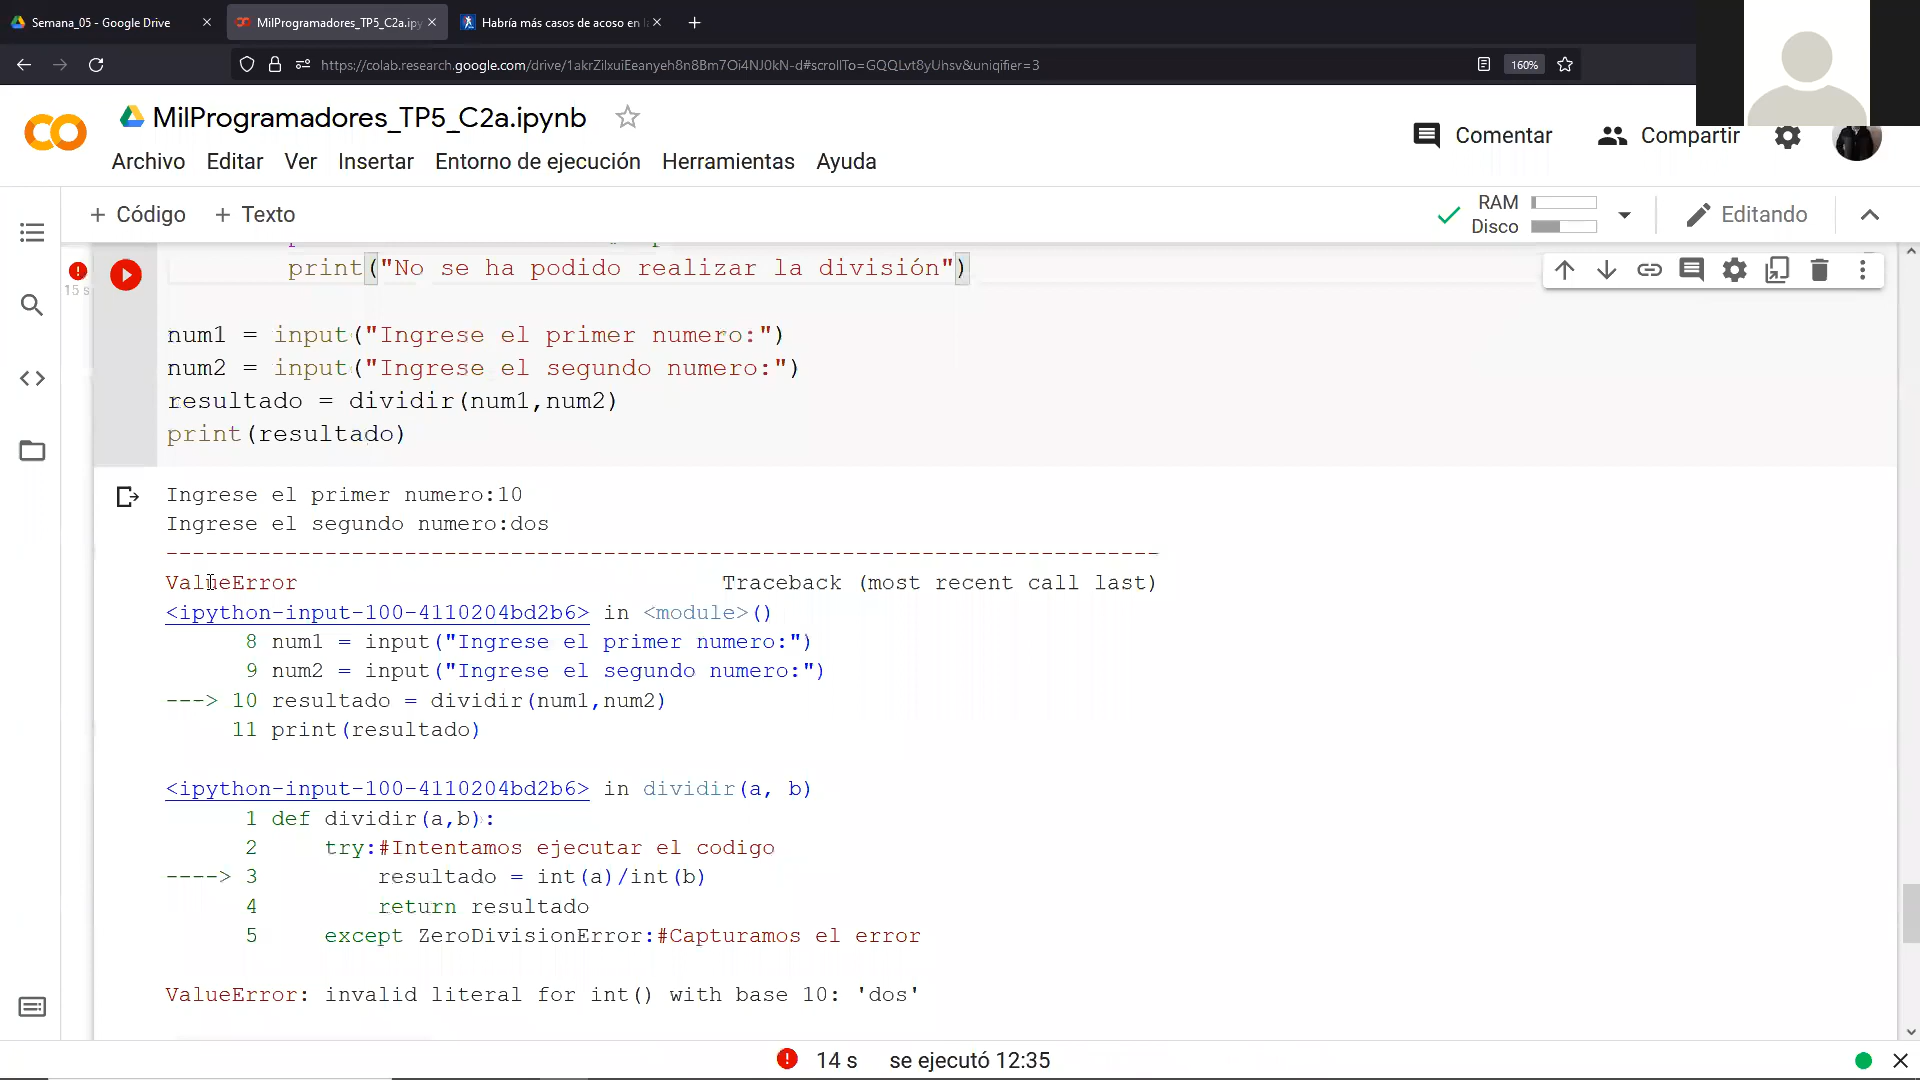 Semana_05 - Google Drive
MilProgramadores_TP5_C2a.ipy
Habría más casos de acoso en
https://colab.research.google.com/drive/1akrZilxuiEeanyeh8n8Bm7Oi4NJ0kN-d#scrollTo=GQQLvt8yUhsv&uniqifier=3
160%
MilProgramadores_TP5_C2a.ipynb
Comentar
Compartir
Archivo Editar Ver Insertar Entorno de ejecución Herramientas Ayuda
+ Código + Texto
RAM
Disco
Editando
15 s
print("No se ha podido realizar la división")
num1 = input("Ingrese el primer numero:")
num2 = input("Ingrese el segundo numero:")
resultado = dividir(num1,num2)
print(resultado)
Ingrese el primer numero:10
Ingrese el segundo numero:dos
---------------------------------------------------------------------------
ValueError Traceback (most recent call last)
<ipython-input-100-4110204bd2b6> in <module>()
8 num1 = input("Ingrese el primer numero:")
9 num2 = input("Ingrese el segundo numero:")
---> 10 resultado = dividir(num1,num2)
11 print(resultado)
<ipython-input-100-4110204bd2b6> in dividir(a, b)
1 def dividir(a,b):
2 try:#Intentamos ejecutar el codigo
----> 3 resultado = int(a)/int(b)
4 return resultado
5 except ZeroDivisionError:#Capturamos el error
ValueError: invalid literal for int() with base 10: 'dos'
14 s se ejecutó 12:35